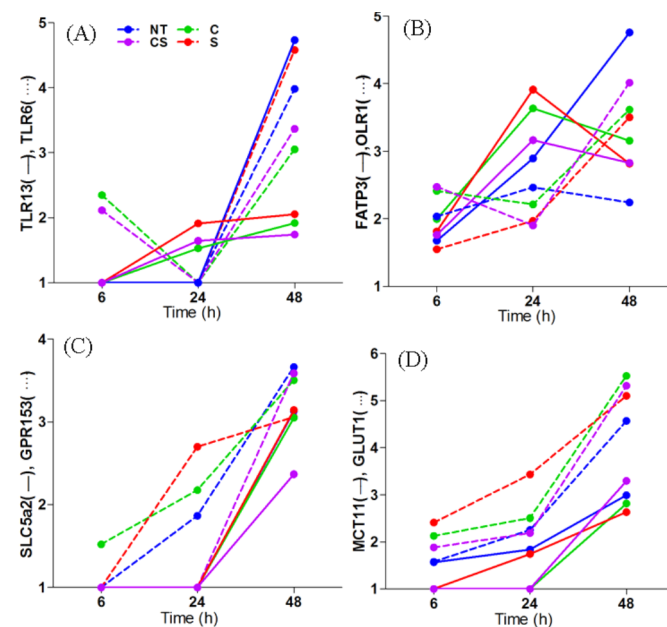 (A)
NT C
CS S
TLR13( — ), TLR6( ··· )
5
4
3
2
1
6 24 48
Time (h)
(B)
FATP3( — ),OLR1( ··· )
5
4
3
2
1
6 24 48
Time (h)
(C)
SLC5a2( — ), GPR153( ··· )
4
3
2
1
6 24 48
Time (h)
(D)
MCT11( — ), GLUT1( ··· )
6
5
4
3
2
1
6 24 48
Time (h)